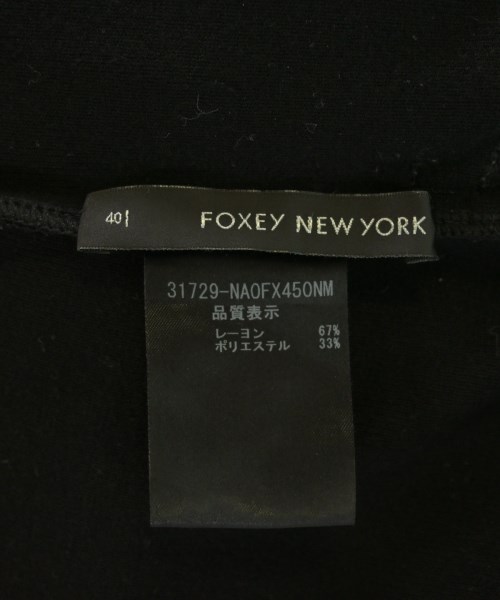 40
FOXEY NEW YORK
31729-NA0FX450NM
品質表示
レーヨン 67%
ポリエステル 33%